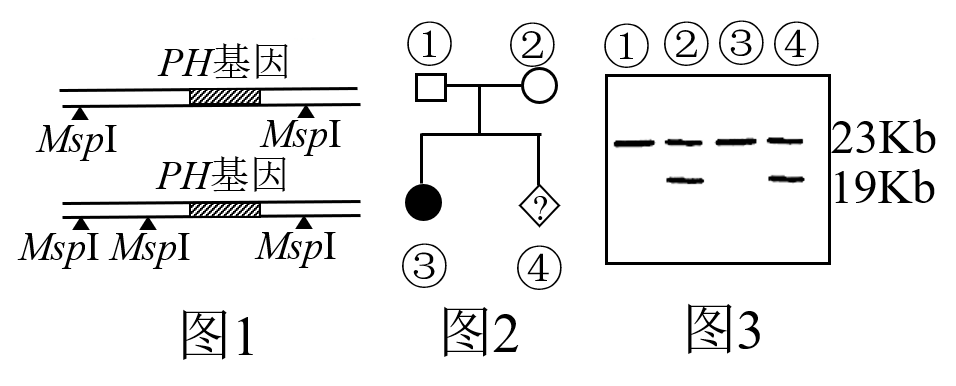 PH基因
MspI MspI
PH基因
MspI MspI MspI
图1
① ②
?
③ ④
图2
① ② ③ ④
23Kb
19Kb
图3